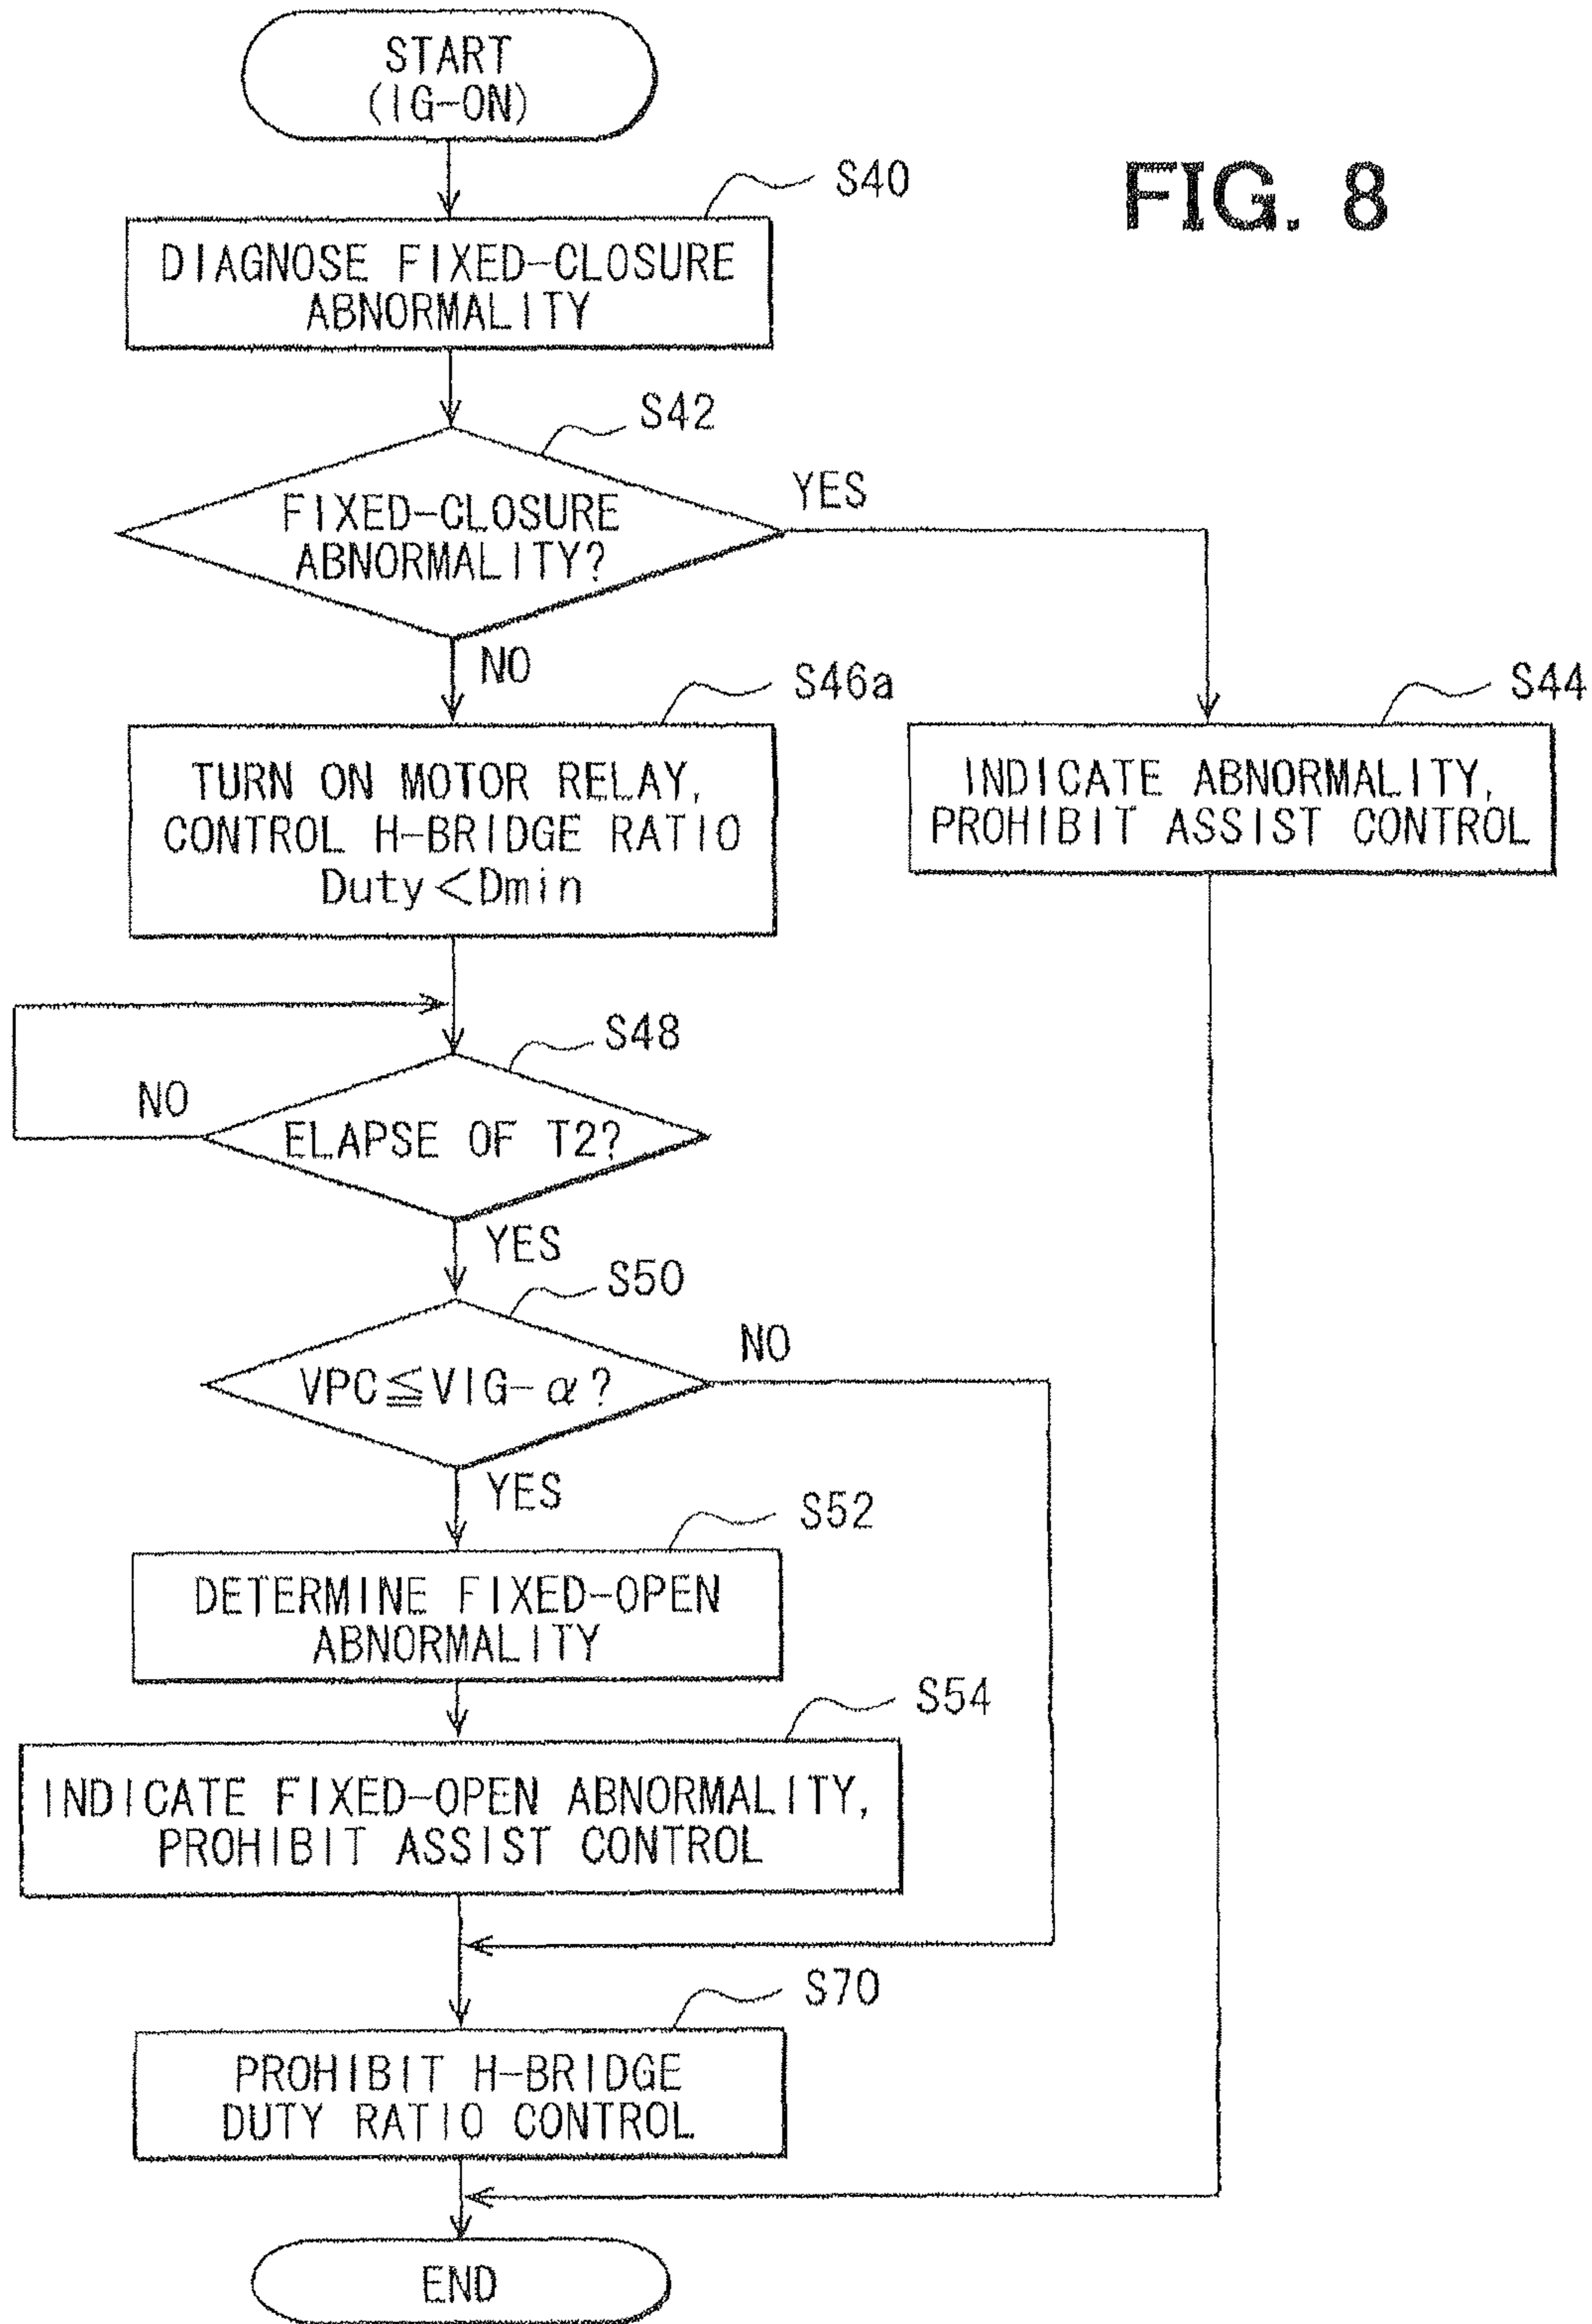 START
(IG-ON)
FIG. 8
S40
DIAGNOSE FIXED-CLOSURE
ABNORMALITY
S42
FIXED-CLOSURE
ABNORMALITY?
YES
NO
S46a
TURN ON MOTOR RELAY,
CONTROL H-BRIDGE RATIO
Duty<Dmin
S44
INDICATE ABNORMALITY,
PROHIBIT ASSIST CONTROL
S48
NO
ELAPSE OF T2?
YES
S50
VPC≦VIG-α?
NO
YES
S52
DETERMINE FIXED-OPEN
ABNORMALITY
S54
INDICATE FIXED-OPEN ABNORMALITY,
PROHIBIT ASSIST CONTROL
S70
PROHIBIT H-BRIDGE
DUTY RATIO CONTROL
END